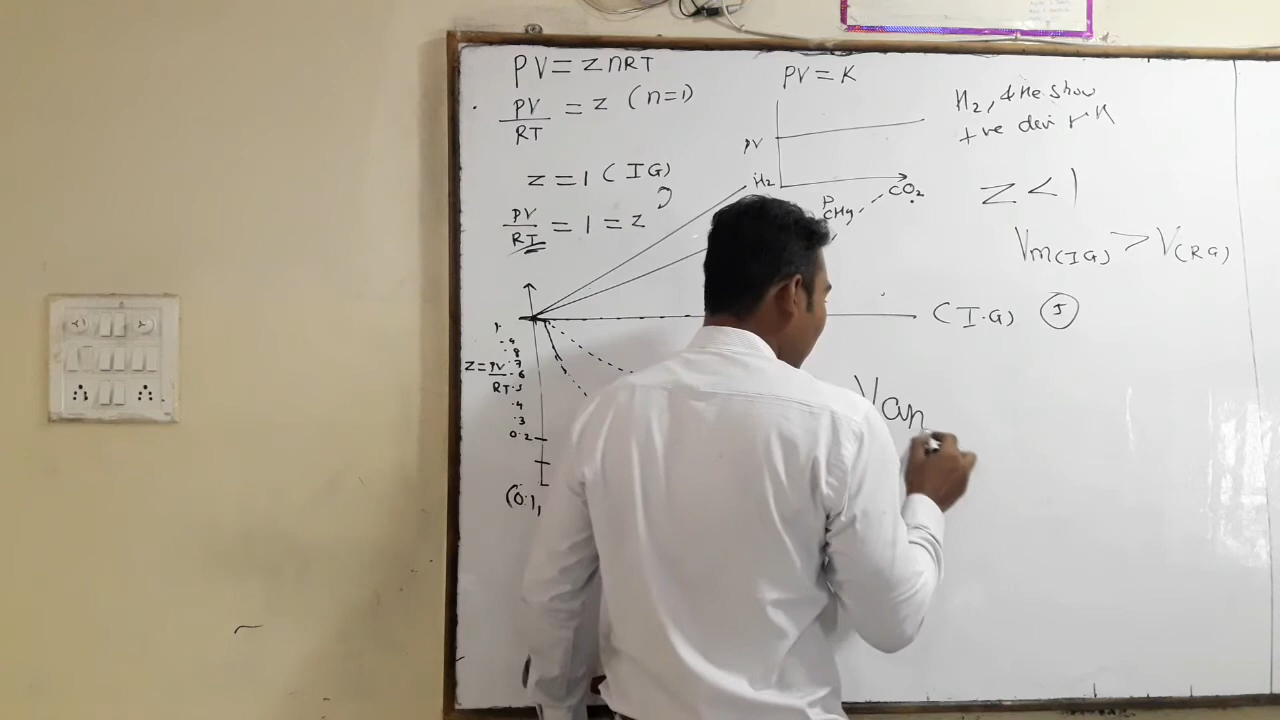 PV = ZnRT
PV/RT = Z (n=1)
Z = 1 (IG)
PV/RT = 1 = Z
PV = K
PV
P
H2
CH4
CO2
H2, & He show
+ve devi
Z < 1
Vm(IG) > V(RG)
(I.G)
Z = PV/RT
1.
.9
.8
.7
.6
.5
.4
.3
0.2
(0.1,
Van